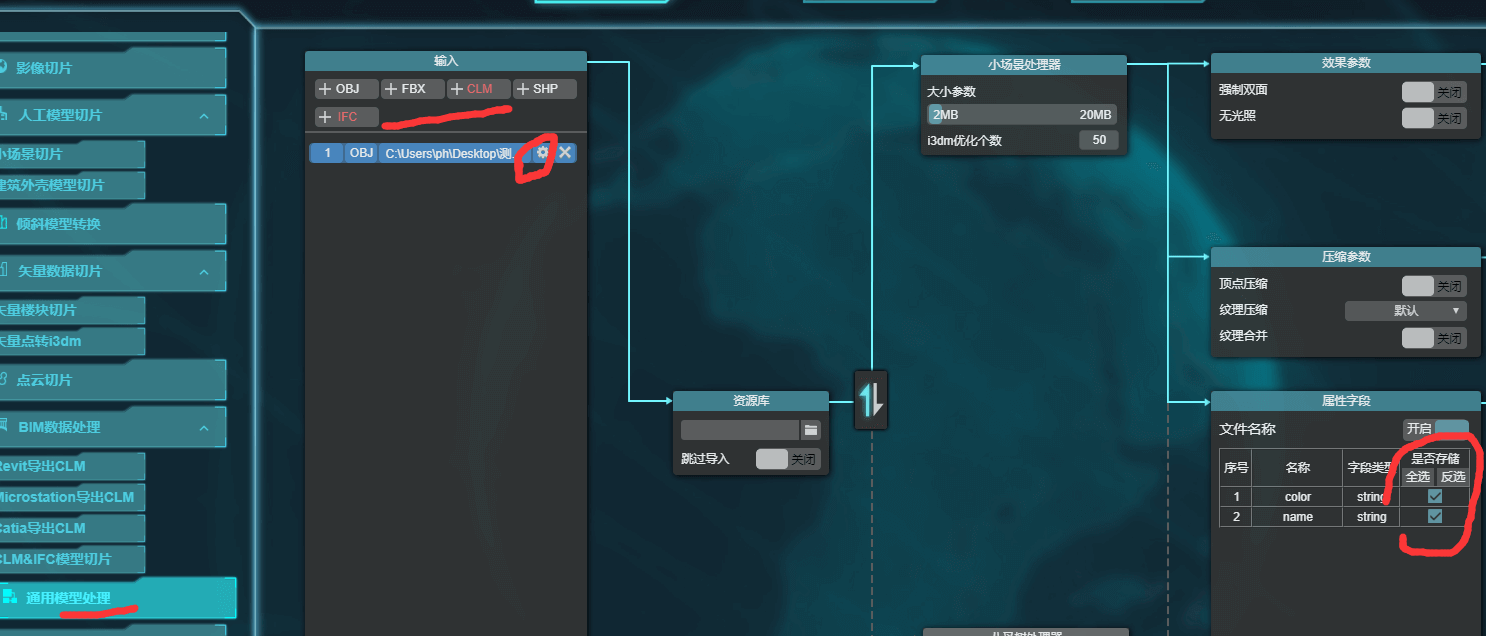 影像切片
人工模型切片
小场景切片
建筑外壳模型切片
倾斜模型转换
矢量数据切片
矢量楼块切片
矢量点转i3dm
点云切片
BIM数据处理
Revit导出CLM
Microstation导出CLM
Catia导出CLM
CLM&IFC模型切片
通用模型处理
输入
OBJ FBX CLM SHP
IFC
1 OBJ C:\Users\ph\Desktop\测..
资源库
跳过导入 关闭
小场景处理器
大小参数
2MB 20MB
i3dm优化个数 50
效果参数
强制双面 关闭
无光照 关闭
压缩参数
顶点压缩 关闭
纹理压缩 默认
纹理合并 关闭
属性字段
文件名称 开启
序号 名称 字段类型 是否存储
全选 反选
1 color string
2 name string